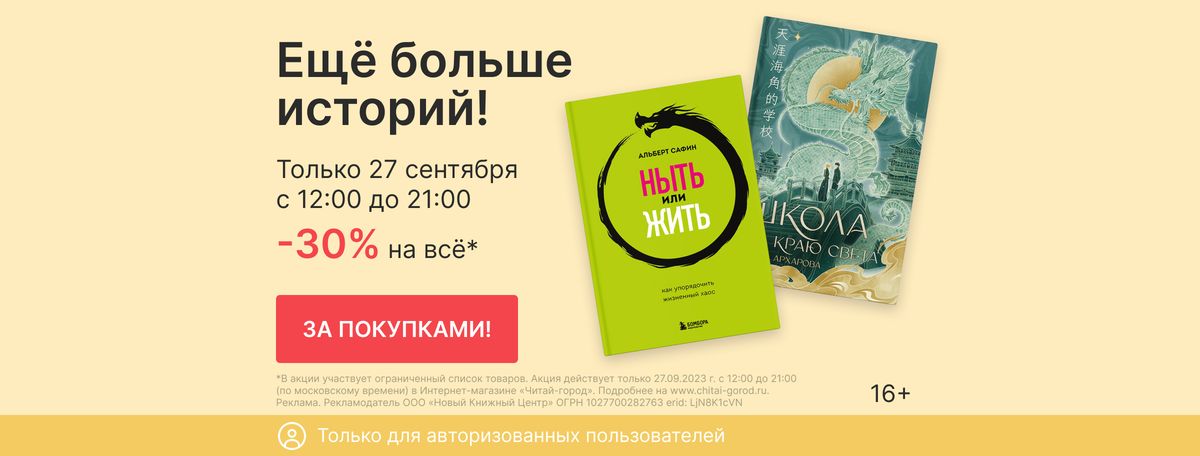 Ещё больше
историй!
Только 27 сентября
с 12:00 до 21:00
-30% на всё*
ЗА ПОКУПКАМИ!
*В акции участвует ограниченный список товаров. Акция действует только 27.09.2023 г. с 12:00 до 21:00
(по московскому времени) в Интернет-магазине «Читай-город». Подробнее на www.chitai-gorod.ru.
Реклама. Рекламодатель ООО «Новый Книжный Центр» ОГРН 1027700282763 erid: LjN8K1cVN
Только для авторизованных пользователей
АЛЬБЕРТ САФИН
НЫТЬ
ИЛИ
ЖИТЬ
как упорядочить
жизненный хаос
БОМБОРА
天涯海角的学校
ШКОЛА
КРАЮ СВЕТА
АРХАРОВА
16+